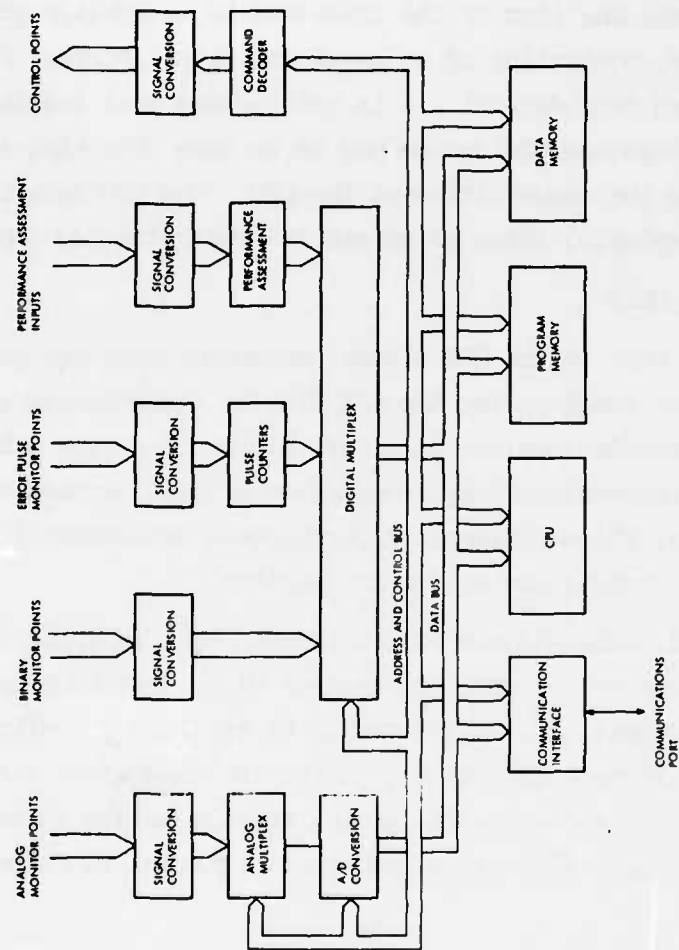 CONTROL POINTS
SIGNAL
CONVERSION
COMMAND
DECODER
PERFORMANCE ASSESSMENT
INPUTS
SIGNAL
CONVERSION
PERFORMANCE
ASSESSMENT
ERROR PULSE
MONITOR POINTS
SIGNAL
CONVERSION
PULSE
COUNTERS
BINARY
MONITOR POINTS
SIGNAL
CONVERSION
ANALOG
MONITOR POINTS
SIGNAL
CONVERSION
ANALOG
MULTIPLEX
A/D
CONVERSION
DIGITAL MULTIPLEX
ADDRESS AND CONTROL BUS
DATA BUS
DATA
MEMORY
PROGRAM
MEMORY
CPU
COMMUNICATION
INTERFACE
COMMUNICATIONS
PORT